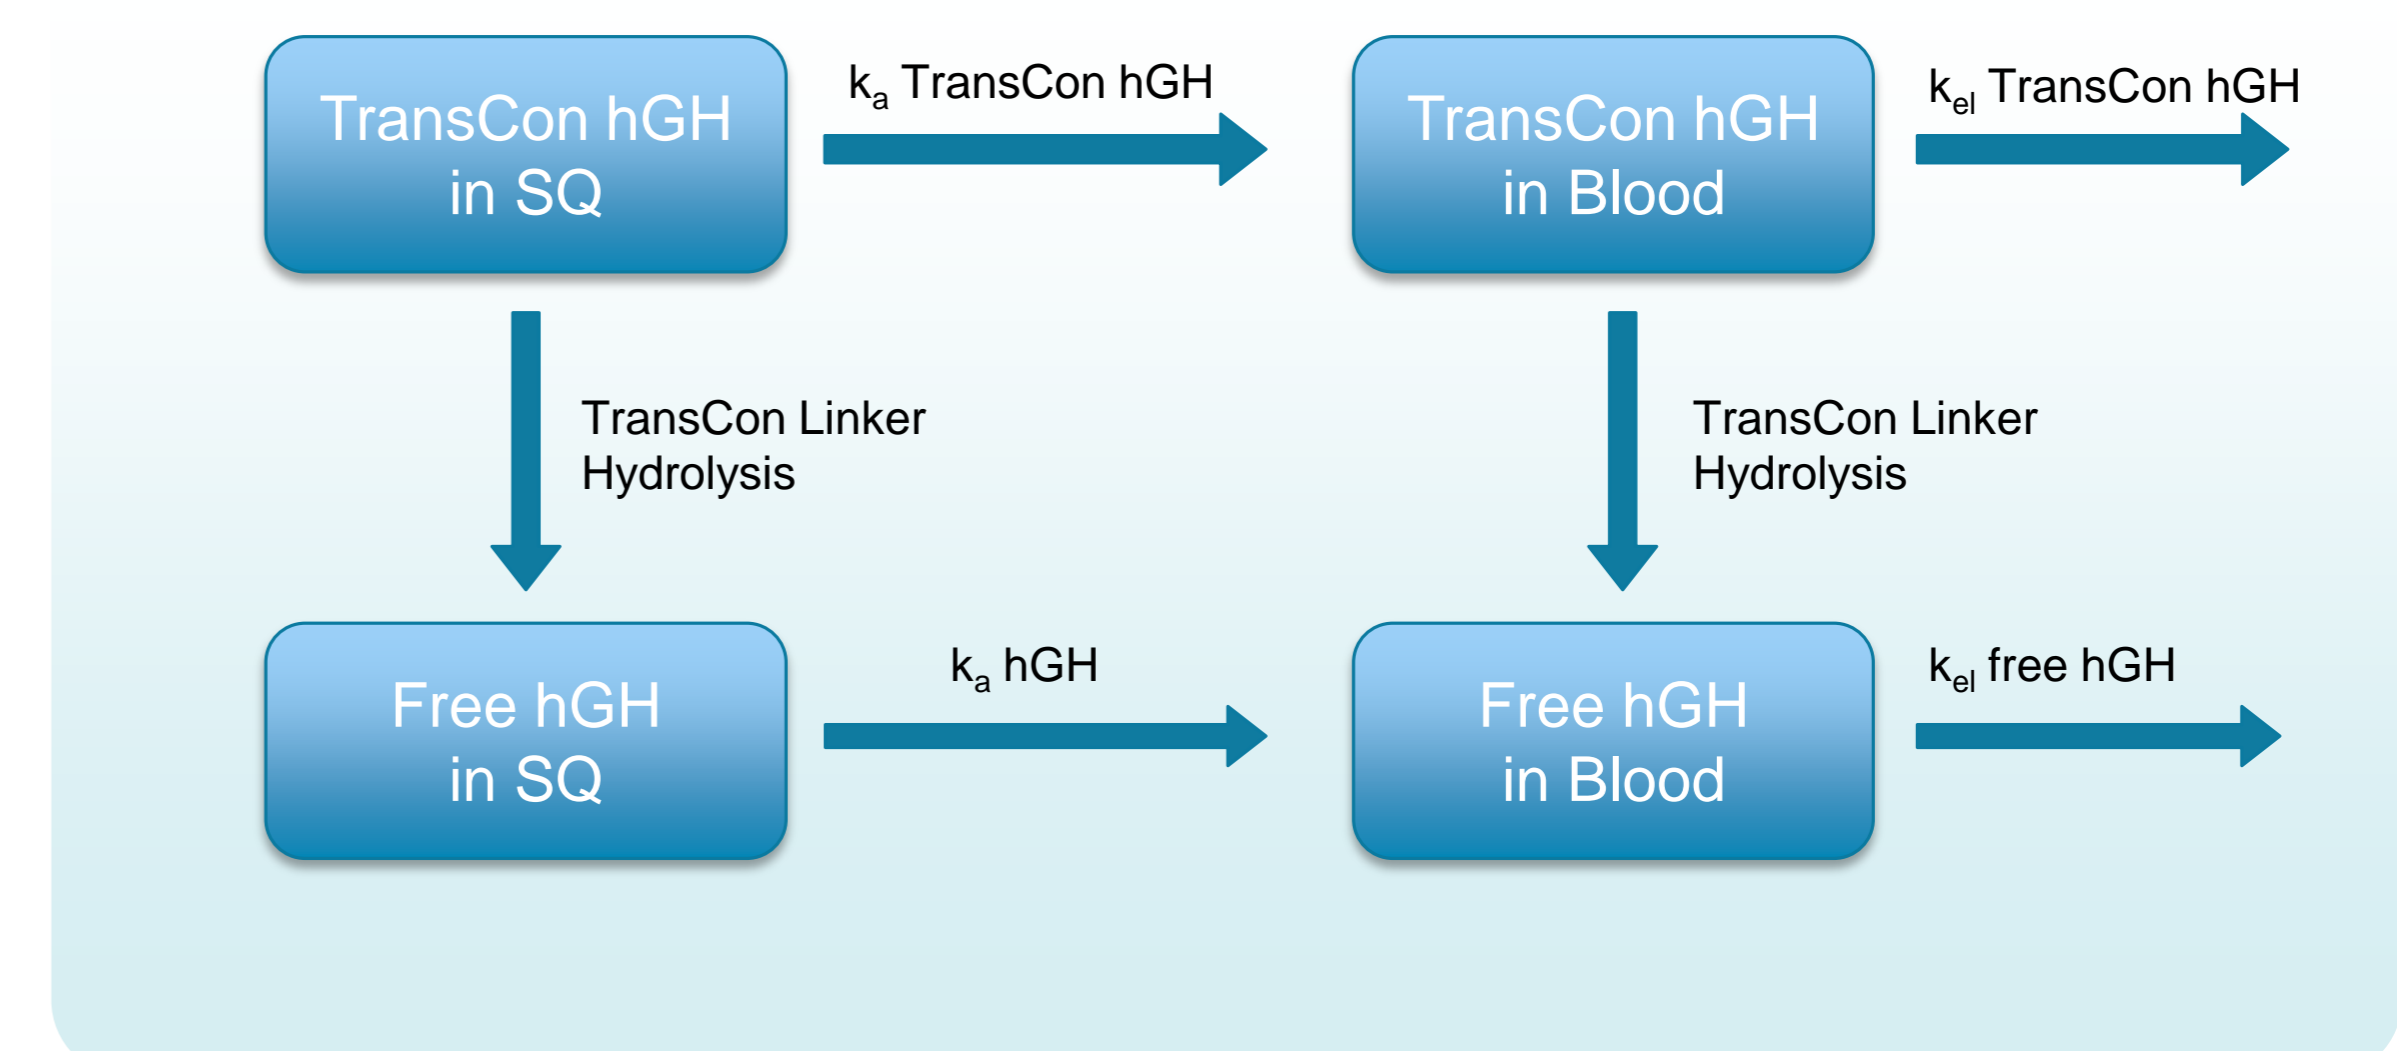 TransCon hGH
in SQ
kₐ TransCon hGH
TransCon hGH
in Blood
kₑₗ TransCon hGH
TransCon Linker
Hydrolysis
TransCon Linker
Hydrolysis
Free hGH
in SQ
kₐ hGH
Free hGH
in Blood
kₑₗ free hGH